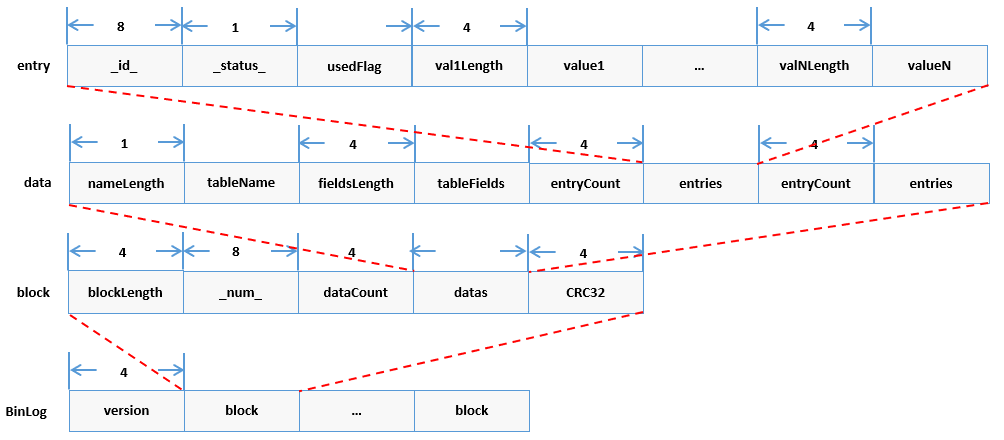 8 1 4 4
entry _id_ _status_ usedFlag val1Length value1 ... valNLength valueN
1 4 4 4
data nameLength tableName fieldsLength tableFields entryCount entries entryCount entries
4 8 4 4
block blockLength _num_ dataCount datas CRC32
4
BinLog version block ... block